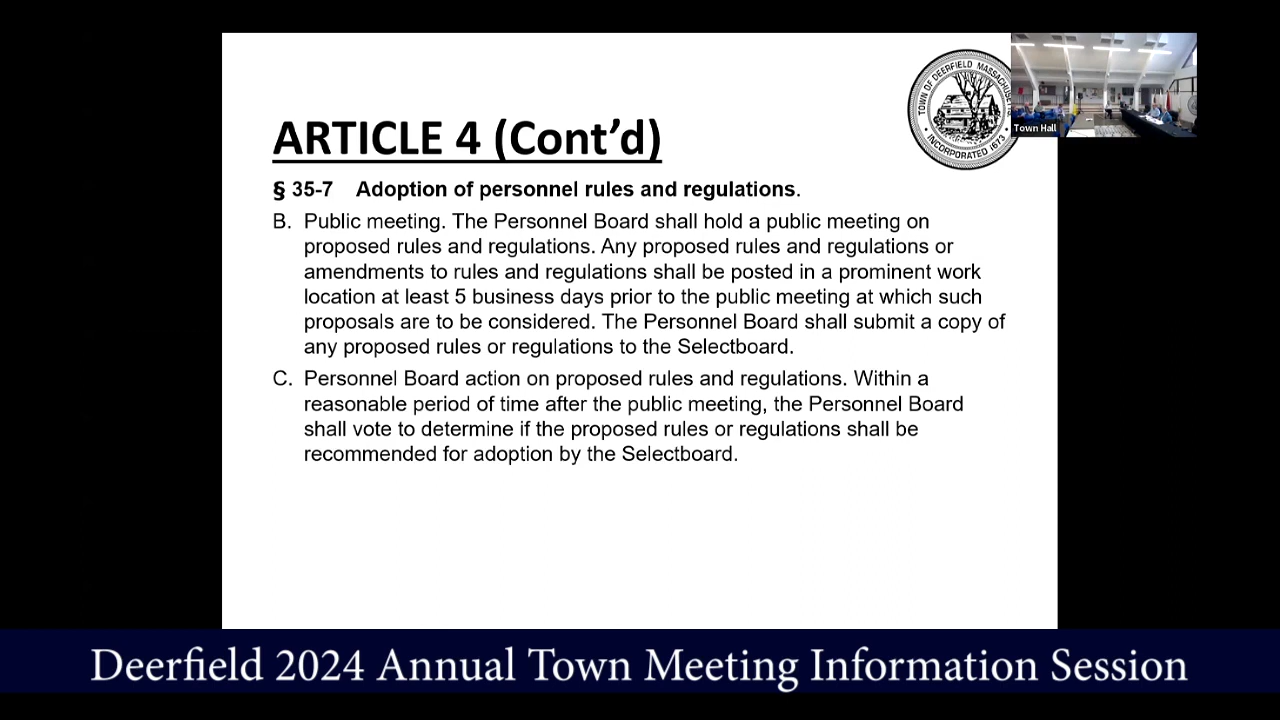 TOWN OF DEERFIELD MASSACHUSE
INCORPORATED 1673
Town Hall
ARTICLE 4 (Cont’d)
§ 35-7 Adoption of personnel rules and regulations.
B. Public meeting. The Personnel Board shall hold a public meeting on
proposed rules and regulations. Any proposed rules and regulations or
amendments to rules and regulations shall be posted in a prominent work
location at least 5 business days prior to the public meeting at which such
proposals are to be considered. The Personnel Board shall submit a copy of
any proposed rules or regulations to the Selectboard.
C. Personnel Board action on proposed rules and regulations. Within a
reasonable period of time after the public meeting, the Personnel Board
shall vote to determine if the proposed rules or regulations shall be
recommended for adoption by the Selectboard.
Deerfield 2024 Annual Town Meeting Information Session